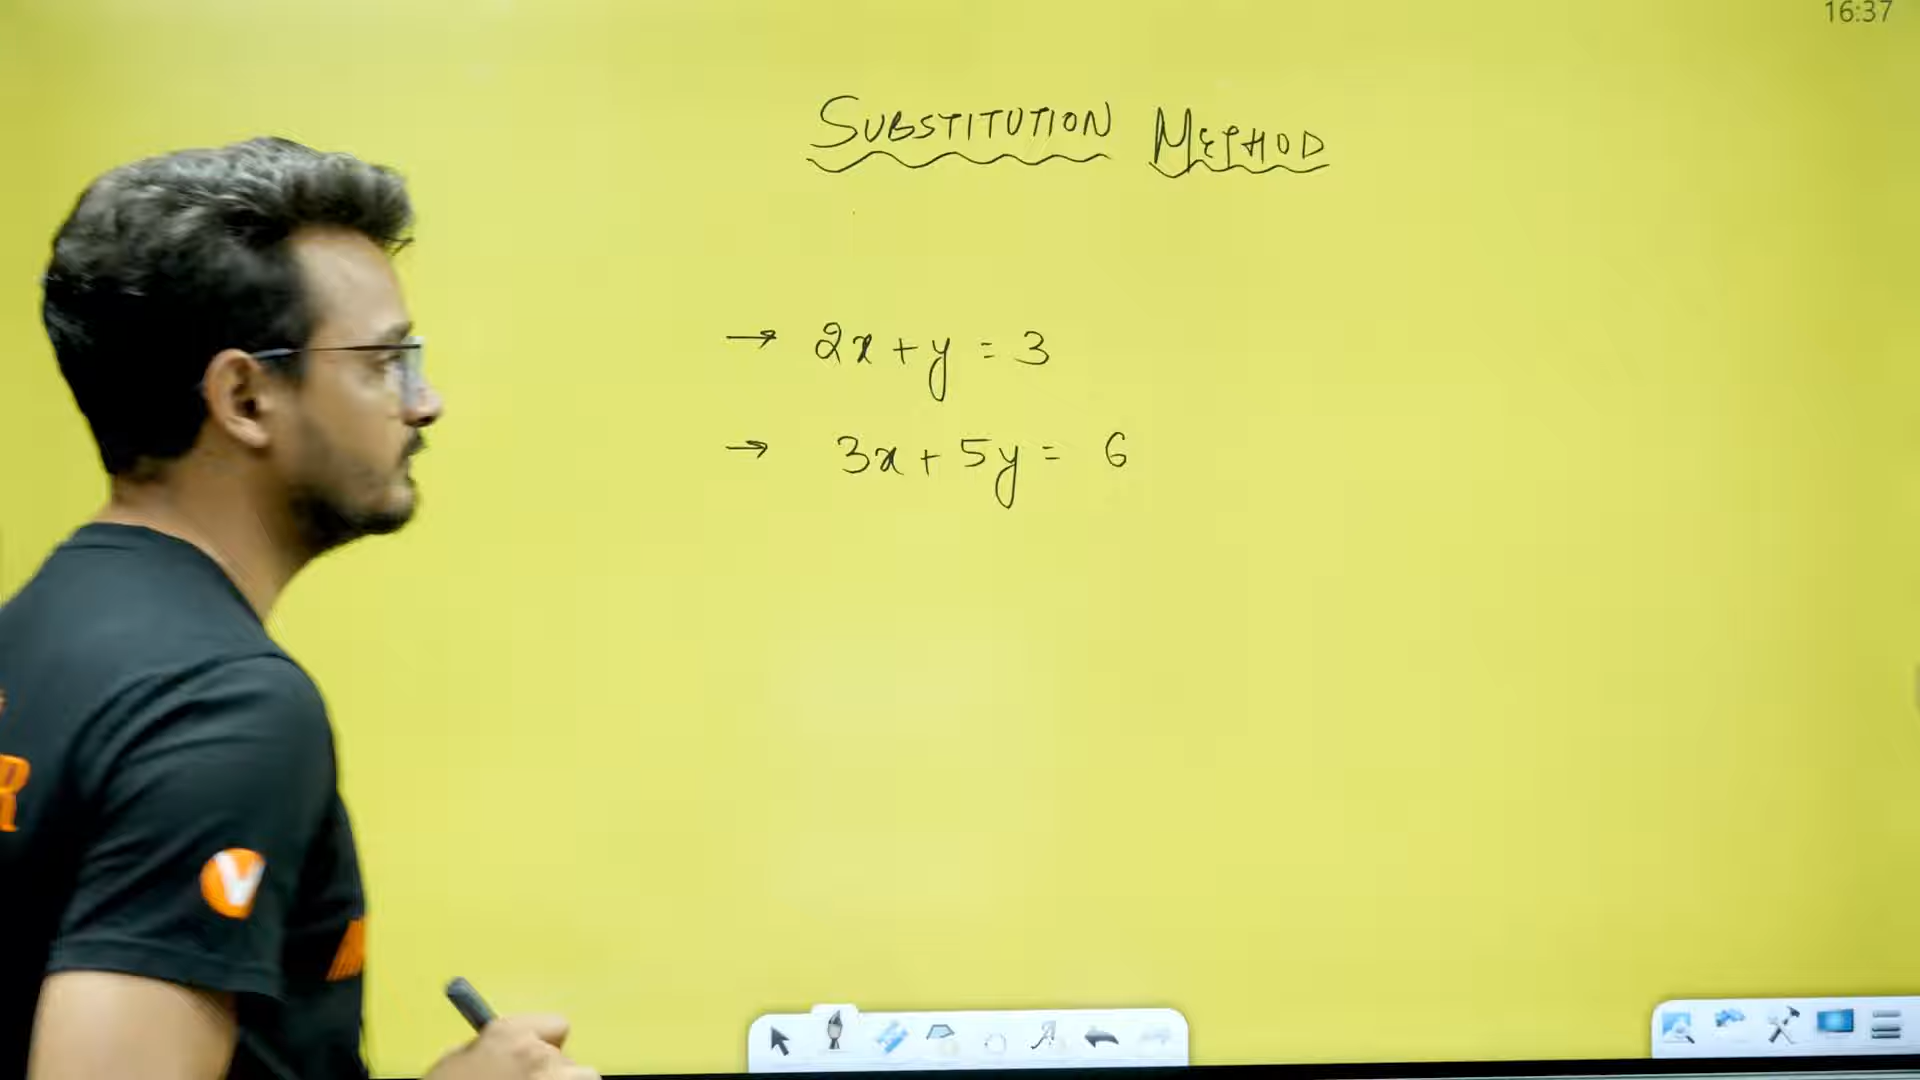 16:37
SUBSTITUTION METHOD
→ 2x + y = 3
→ 3x + 5y = 6
R
V